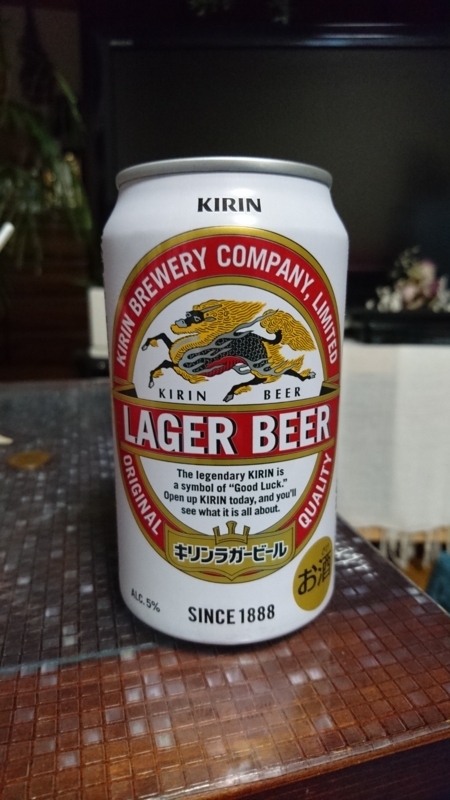 KIRIN
KIRIN BREWERY COMPANY, LIMITED
KIRIN BEER
LAGER BEER
The legendary KIRIN is
a symbol of "Good Luck."
Open up KIRIN today, and you'll
see what it is all about.
ORIGINAL QUALITY
キリンラガービール
お酒
ALC. 5%
SINCE 1888